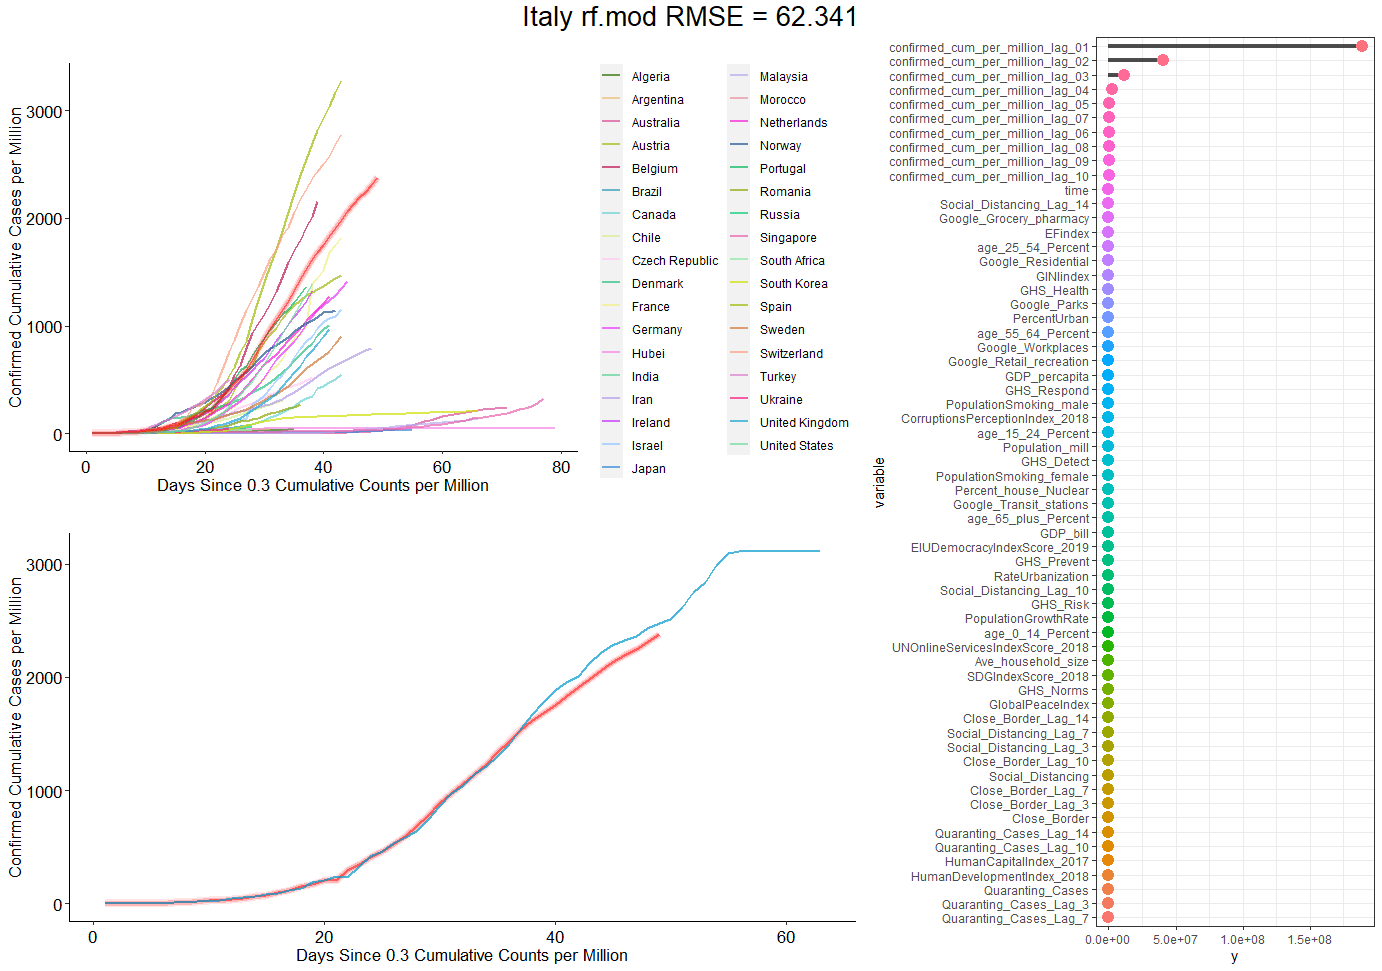 Italy rf.mod RMSE = 62.341
Confirmed Cumulative Cases per Million
3000
2000
1000
0
0 20 40 60 80
Days Since 0.3 Cumulative Counts per Million
Algeria
Argentina
Australia
Austria
Belgium
Brazil
Canada
Chile
Czech Republic
Denmark
France
Germany
Hubei
India
Iran
Ireland
Israel
Japan
Malaysia
Morocco
Netherlands
Norway
Portugal
Romania
Russia
Singapore
South Africa
South Korea
Spain
Sweden
Switzerland
Turkey
Ukraine
United Kingdom
United States
Confirmed Cumulative Cases per Million
3000
2000
1000
0
0 20 40 60
Days Since 0.3 Cumulative Counts per Million
variable
confirmed_cum_per_million_lag_01
confirmed_cum_per_million_lag_02
confirmed_cum_per_million_lag_03
confirmed_cum_per_million_lag_04
confirmed_cum_per_million_lag_05
confirmed_cum_per_million_lag_07
confirmed_cum_per_million_lag_06
confirmed_cum_per_million_lag_08
confirmed_cum_per_million_lag_09
confirmed_cum_per_million_lag_10
time
Social_Distancing_Lag_14
Google_Grocery_pharmacy
EFindex
age_25_54_Percent
Google_Residential
GINIindex
GHS_Health
Google_Parks
PercentUrban
age_55_64_Percent
Google_Workplaces
Google_Retail_recreation
GDP_percapita
GHS_Respond
PopulationSmoking_male
CorruptionsPerceptionIndex_2018
age_15_24_Percent
Population_mill
GHS_Detect
PopulationSmoking_female
Percent_house_Nuclear
Google_Transit_stations
age_65_plus_Percent
GDP_bill
EIUDemocracyIndexScore_2019
GHS_Prevent
RateUrbanization
Social_Distancing_Lag_10
GHS_Risk
PopulationGrowthRate
age_0_14_Percent
UNOnlineServicesIndexScore_2018
Ave_household_size
SDGIndexScore_2018
GHS_Norms
GlobalPeaceIndex
Close_Border_Lag_14
Social_Distancing_Lag_7
Social_Distancing_Lag_3
Close_Border_Lag_10
Social_Distancing
Close_Border_Lag_7
Close_Border_Lag_3
Close_Border
Quaranting_Cases_Lag_14
Quaranting_Cases_Lag_10
HumanCapitalIndex_2017
HumanDevelopmentIndex_2018
Quaranting_Cases
Quaranting_Cases_Lag_3
Quaranting_Cases_Lag_7
0.0e+00 5.0e+07 1.0e+08 1.5e+08
y